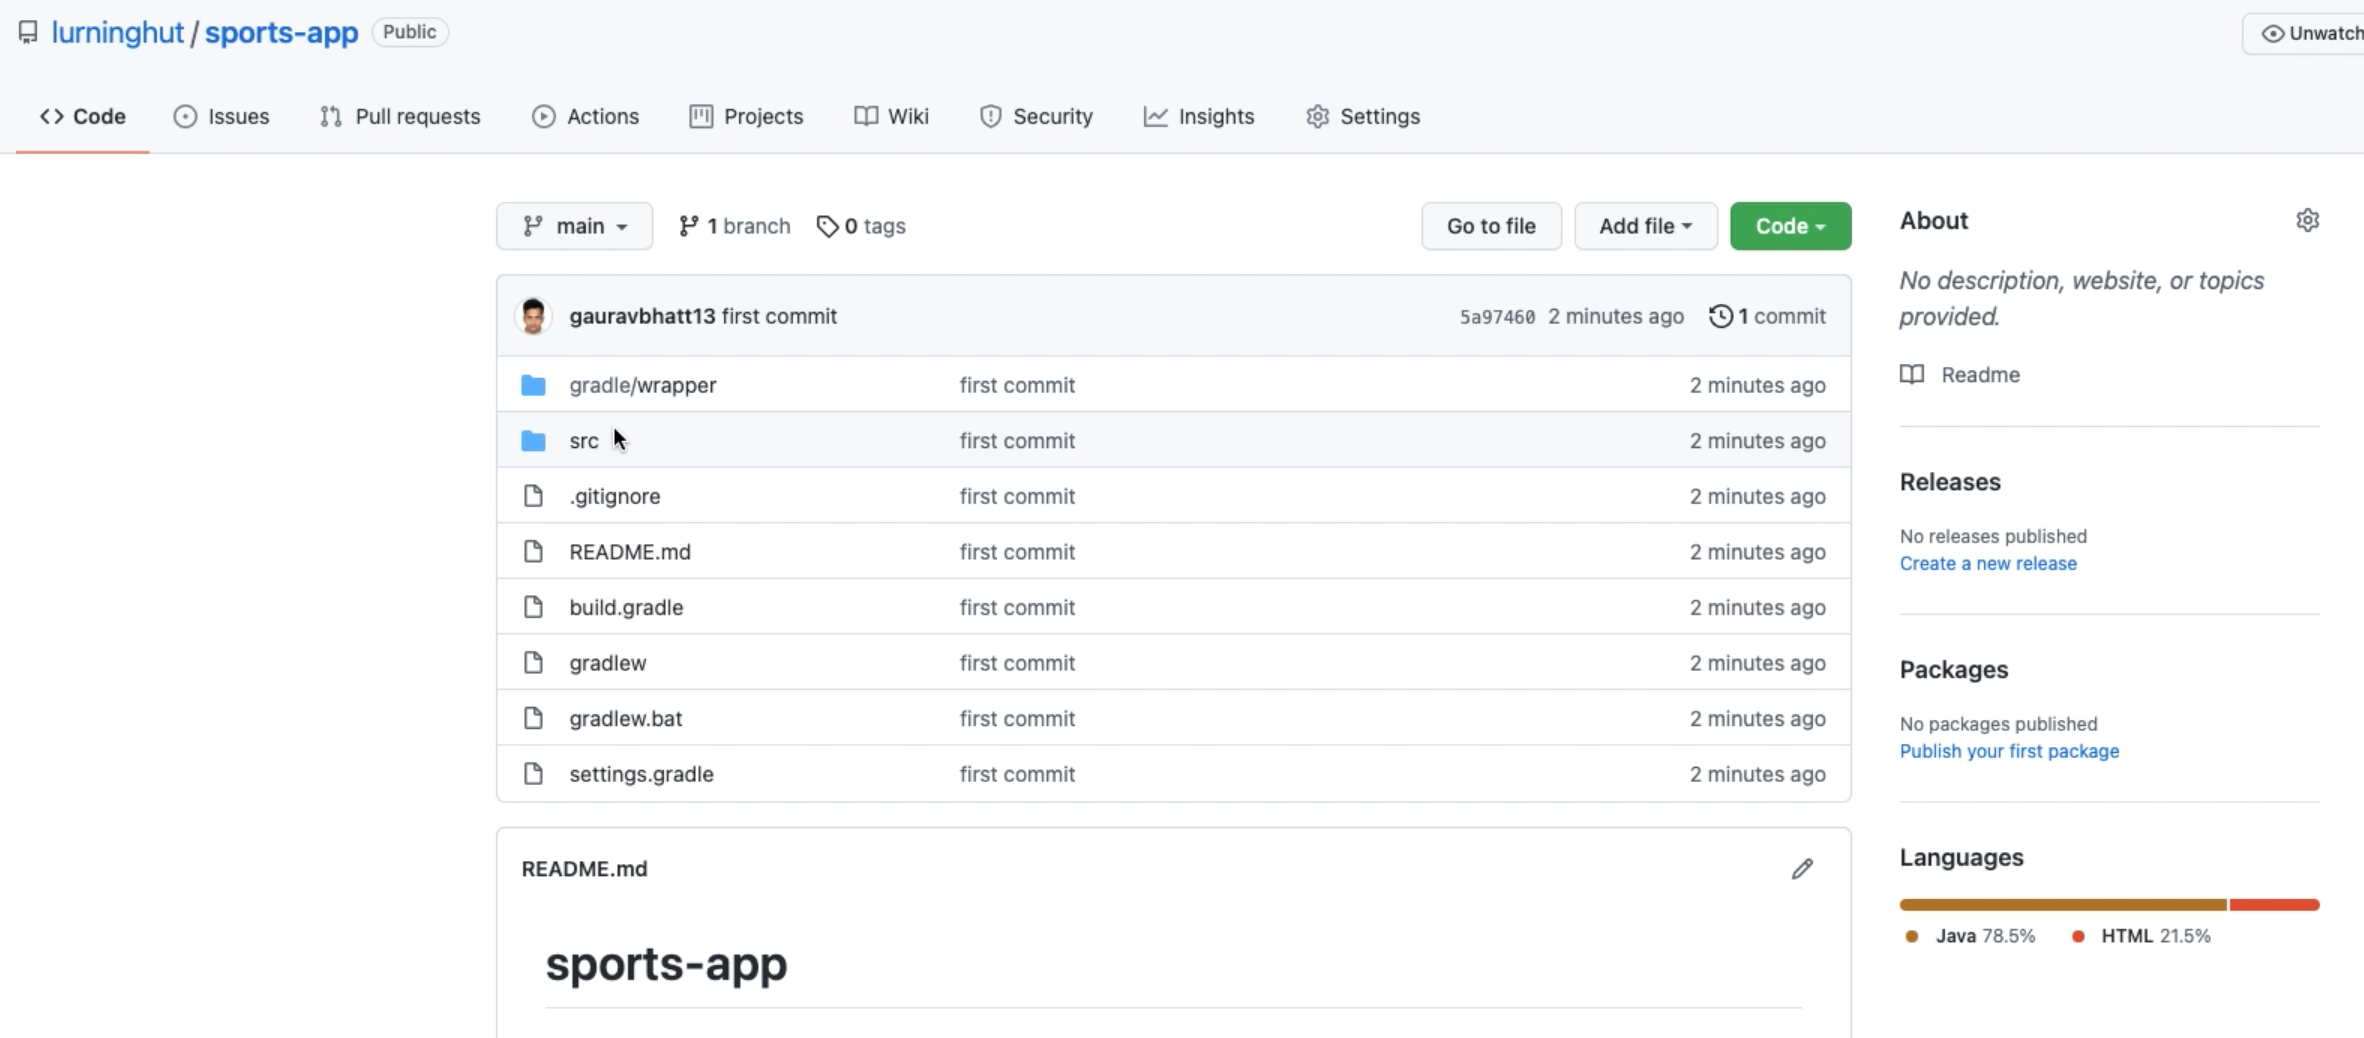 lurninghut / sports-app Public
Unwatch
Code Issues Pull requests Actions Projects Wiki Security Insights Settings
main 1 branch 0 tags Go to file Add file Code
gauravbhatt13 first commit 5a97460 2 minutes ago 1 commit
gradle/wrapper first commit 2 minutes ago
src first commit 2 minutes ago
.gitignore first commit 2 minutes ago
README.md first commit 2 minutes ago
build.gradle first commit 2 minutes ago
gradlew first commit 2 minutes ago
gradlew.bat first commit 2 minutes ago
settings.gradle first commit 2 minutes ago
README.md
sports-app
About
No description, website, or topics
provided.
Readme
Releases
No releases published
Create a new release
Packages
No packages published
Publish your first package
Languages
Java 78.5% HTML 21.5%